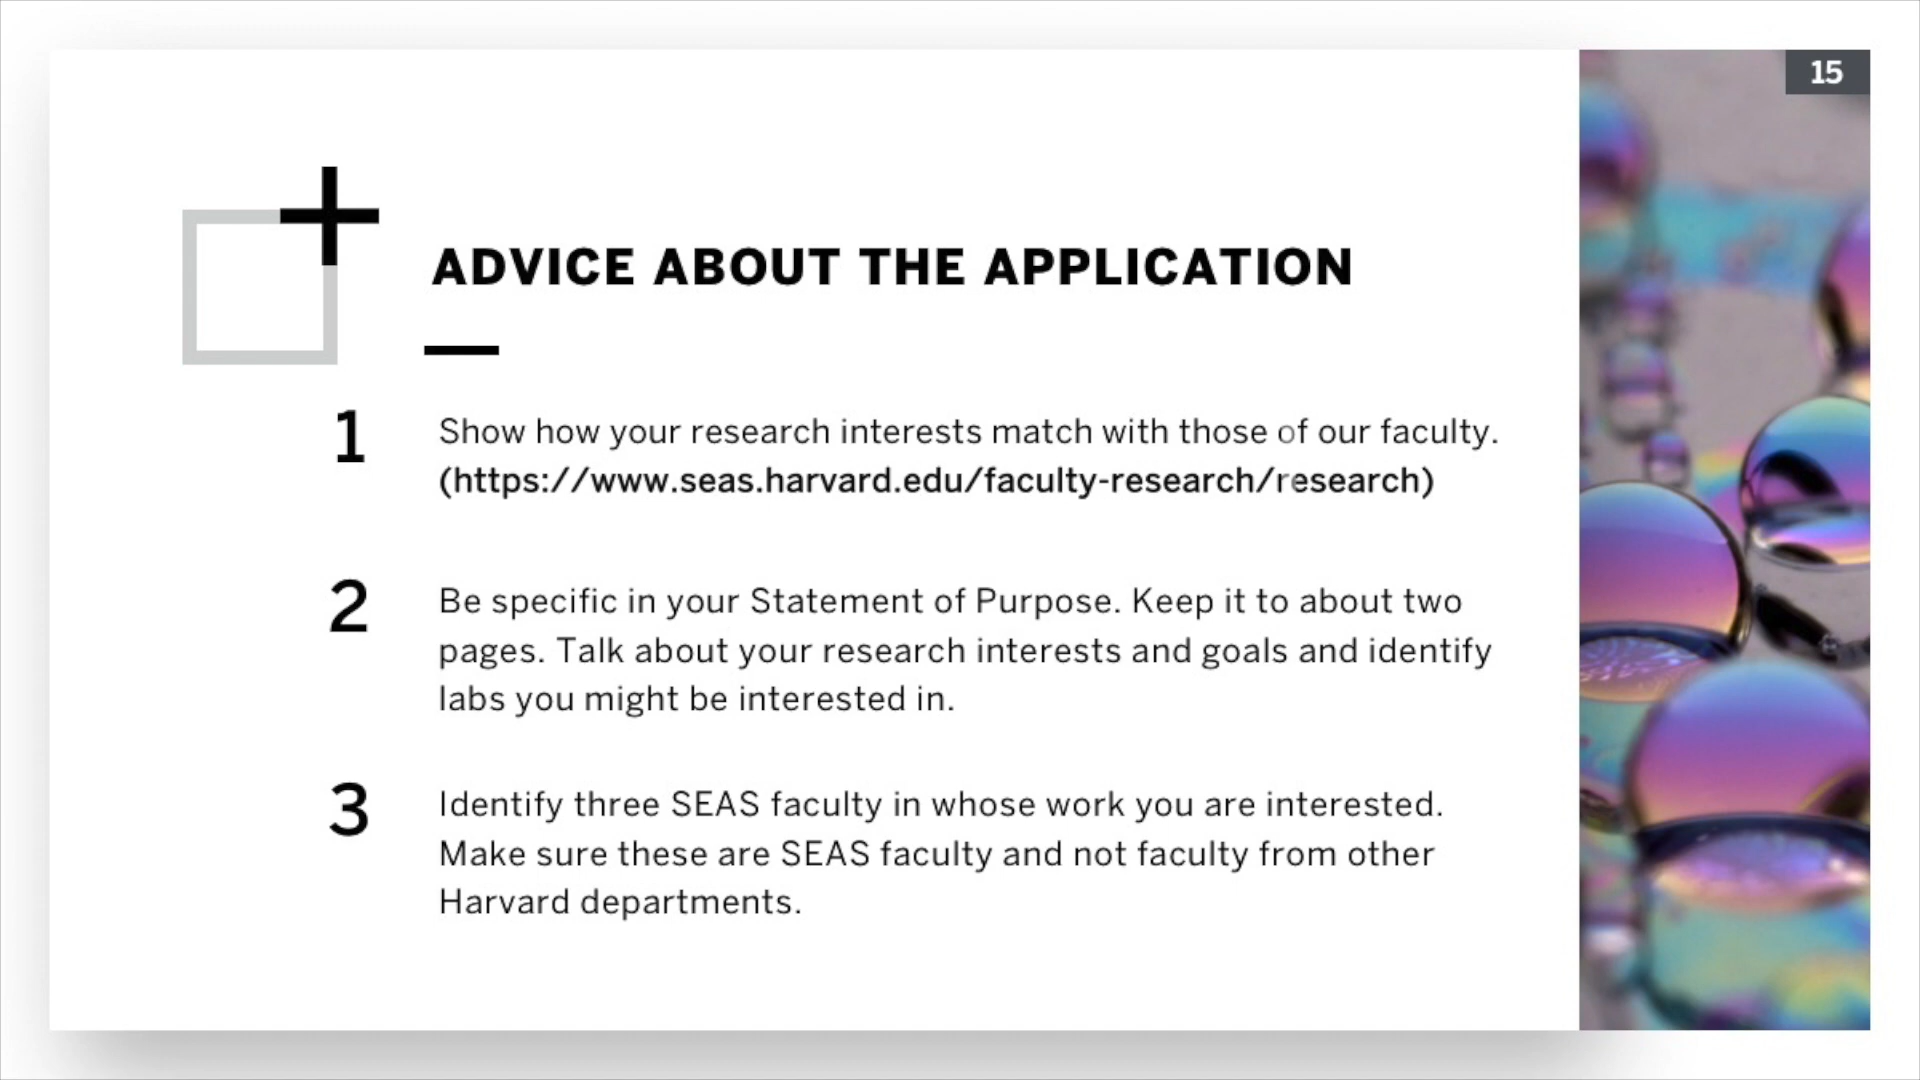 15
ADVICE ABOUT THE APPLICATION
1
Show how your research interests match with those of our faculty.
(https://www.seas.harvard.edu/faculty-research/research)
2
Be specific in your Statement of Purpose. Keep it to about two
pages. Talk about your research interests and goals and identify
labs you might be interested in.
3
Identify three SEAS faculty in whose work you are interested.
Make sure these are SEAS faculty and not faculty from other
Harvard departments.